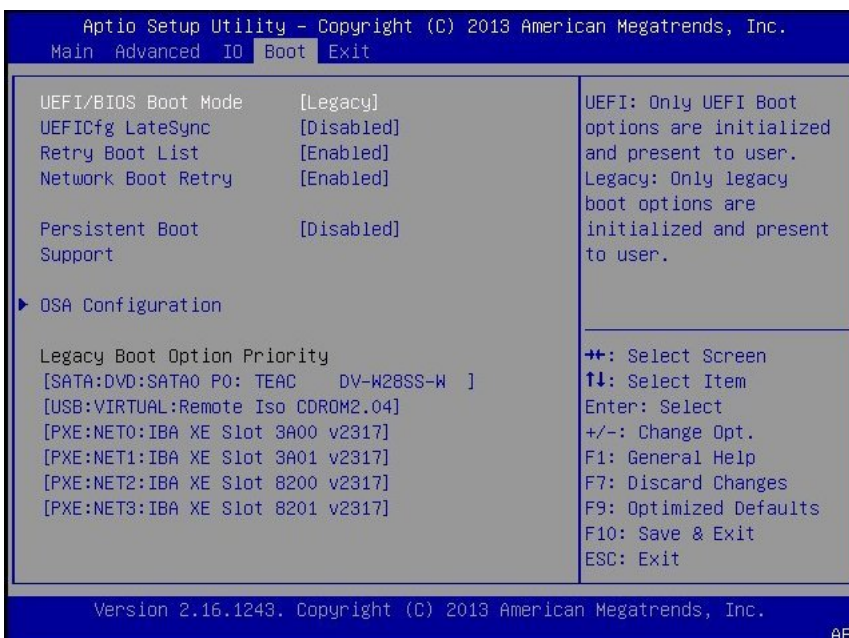 Aptio Setup Utility – Copyright (C) 2013 American Megatrends, Inc.
Main Advanced IO Boot Exit
UEFI/BIOS Boot Mode [Legacy]
UEFICfg LateSync [Disabled]
Retry Boot List [Enabled]
Network Boot Retry [Enabled]
Persistent Boot [Disabled]
Support
OSA Configuration
Legacy Boot Option Priority
[SATA:DVD:SATA0 P0: TEAC DV-W28SS-W ]
[USB:VIRTUAL:Remote Iso CDROM2.04]
[PXE:NET0:IBA XE Slot 3A00 v2317]
[PXE:NET1:IBA XE Slot 3A01 v2317]
[PXE:NET2:IBA XE Slot 8200 v2317]
[PXE:NET3:IBA XE Slot 8201 v2317]
UEFI: Only UEFI Boot
options are initialized
and present to user.
Legacy: Only legacy
boot options are
initialized and present
to user.
→←: Select Screen
↑↓: Select Item
Enter: Select
+/-: Change Opt.
F1: General Help
F7: Discard Changes
F9: Optimized Defaults
F10: Save & Exit
ESC: Exit
Version 2.16.1243. Copyright (C) 2013 American Megatrends, Inc.